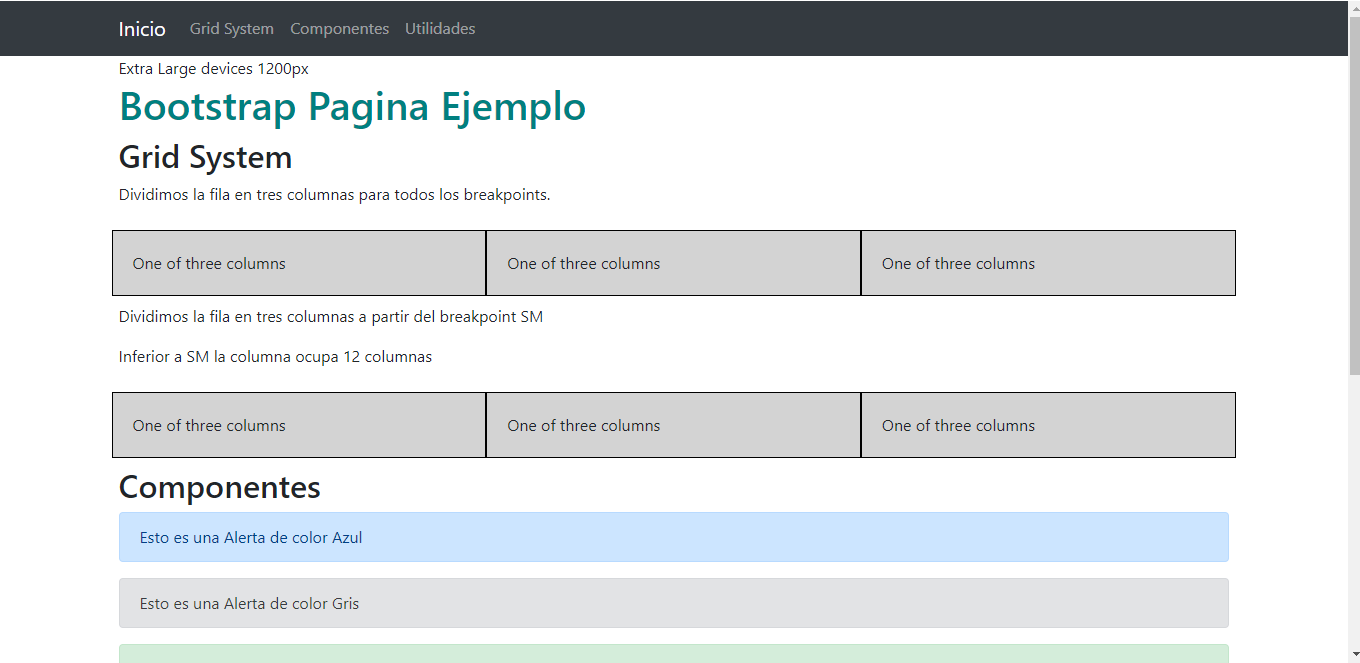 Inicio Grid System Componentes Utilidades
Extra Large devices 1200px
Bootstrap Pagina Ejemplo
Grid System
Dividimos la fila en tres columnas para todos los breakpoints.
One of three columns One of three columns One of three columns
Dividimos la fila en tres columnas a partir del breakpoint SM
Inferior a SM la columna ocupa 12 columnas
One of three columns One of three columns One of three columns
Componentes
Esto es una Alerta de color Azul
Esto es una Alerta de color Gris